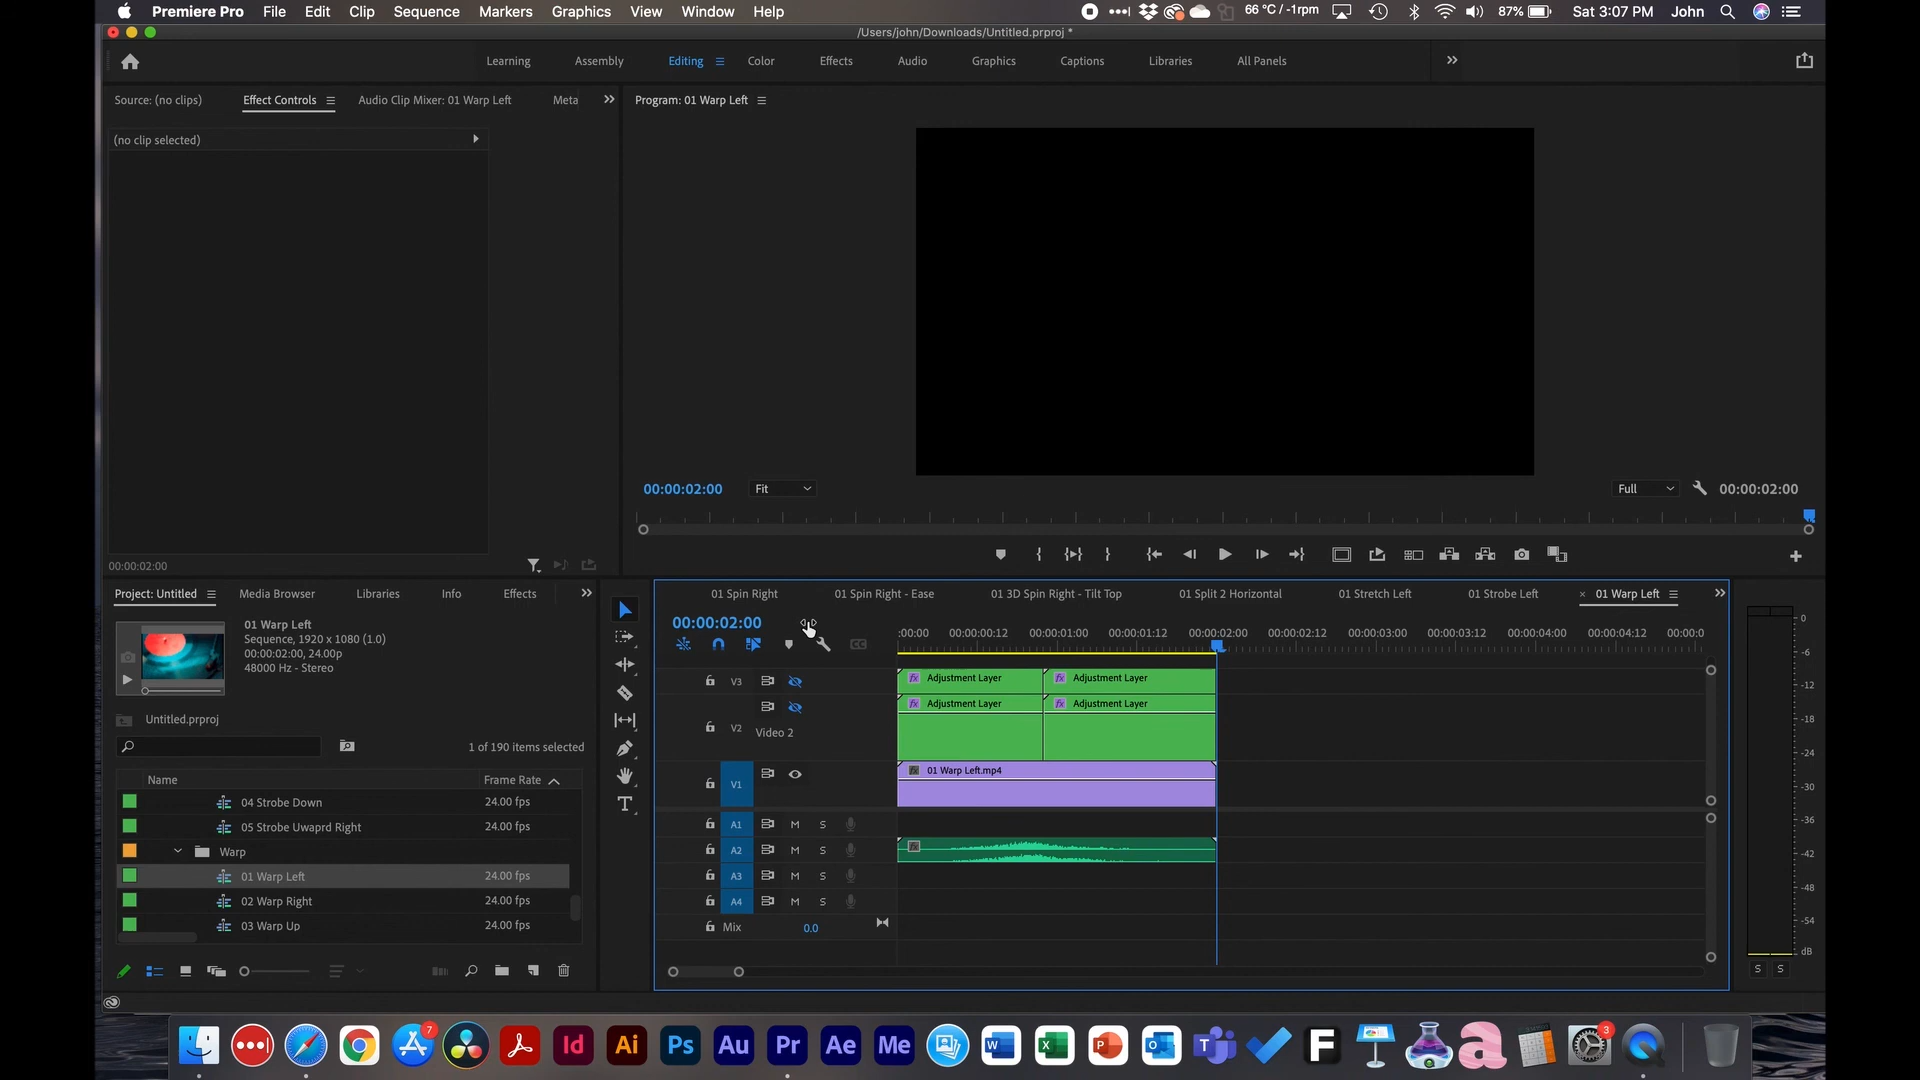 Premiere Pro File Edit Clip Sequence Markers Graphics View Window Help 66 °C / -1rpm 87% Sat 3:07 PM John
/Users/john/Downloads/Untitled.prproj *
Learning Assembly Editing Color Effects Audio Graphics Captions Libraries All Panels
Source: (no clips) Effect Controls Audio Clip Mixer: 01 Warp Left Meta
Program: 01 Warp Left
(no clip selected)
00:00:02:00 Fit Full 00:00:02:00
00:00:02:00
Project: Untitled Media Browser Libraries Info Effects
01 Warp Left
Sequence, 1920 x 1080 (1.0)
00:00:02:00, 24.00p
48000 Hz - Stereo
Untitled.prproj
1 of 190 items selected
Name Frame Rate
04 Strobe Down 24.00 fps
05 Strobe Uwaprd Right 24.00 fps
Warp
01 Warp Left 24.00 fps
02 Warp Right 24.00 fps
03 Warp Up 24.00 fps
T
01 Spin Right 01 Spin Right - Ease 01 3D Spin Right - Tilt Top 01 Split 2 Horizontal 01 Stretch Left 01 Strobe Left 01 Warp Left
00:00:02:00
:00:00 00:00:00:12 00:00:01:00 00:00:01:12 00:00:02:00 00:00:02:12 00:00:03:00 00:00:03:12 00:00:04:00 00:00:04:12 00:00:0
CC
V3 fx Adjustment Layer fx Adjustment Layer
fx Adjustment Layer fx Adjustment Layer
V2 Video 2
fx 01 Warp Left.mp4
V1
A1 M S
A2 M S fx
A3 M S
A4 M S
Mix 0.0
0
-6
-12
-18
-24
-30
-36
-42
-48
-54
dB
S S
7 Id Ai Ps Au Pr Ae Me W X P O T F a 3